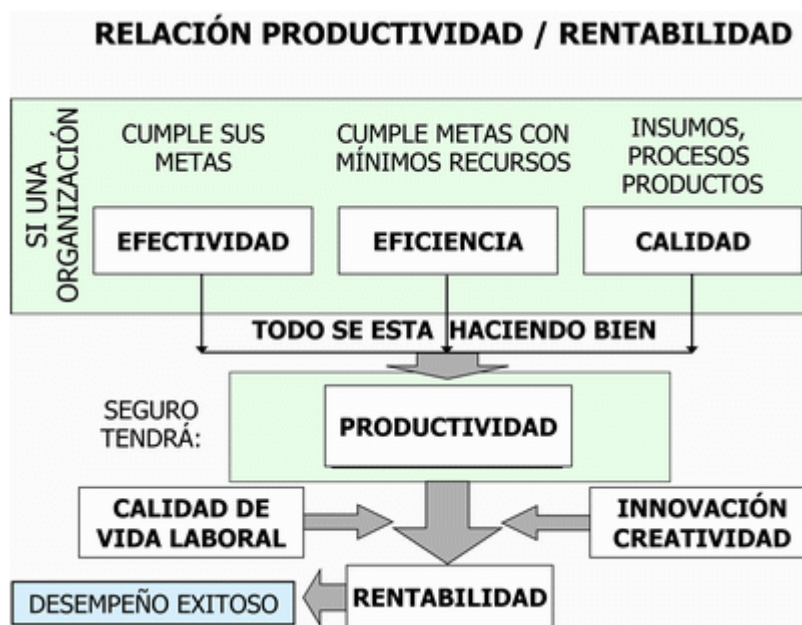 RELACIÓN PRODUCTIVIDAD / RENTABILIDAD
SI UNA
ORGANIZACIÓN
CUMPLE SUS
METAS
EFECTIVIDAD
CUMPLE METAS CON
MÍNIMOS RECURSOS
EFICIENCIA
INSUMOS,
PROCESOS
PRODUCTOS
CALIDAD
TODO SE ESTA HACIENDO BIEN
SEGURO
TENDRÁ:
PRODUCTIVIDAD
CALIDAD DE
VIDA LABORAL
INNOVACIÓN
CREATIVIDAD
RENTABILIDAD
DESEMPEÑO EXITOSO